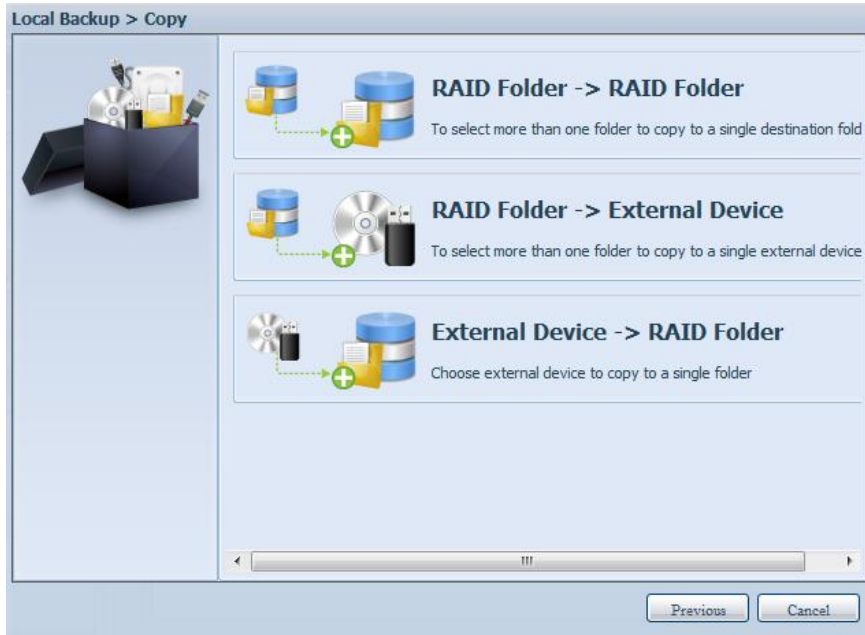 Local Backup > Copy
RAID Folder -> RAID Folder
To select more than one folder to copy to a single destination fold
RAID Folder -> External Device
To select more than one folder to copy to a single external device
External Device -> RAID Folder
Choose external device to copy to a single folder
Previous
Cancel